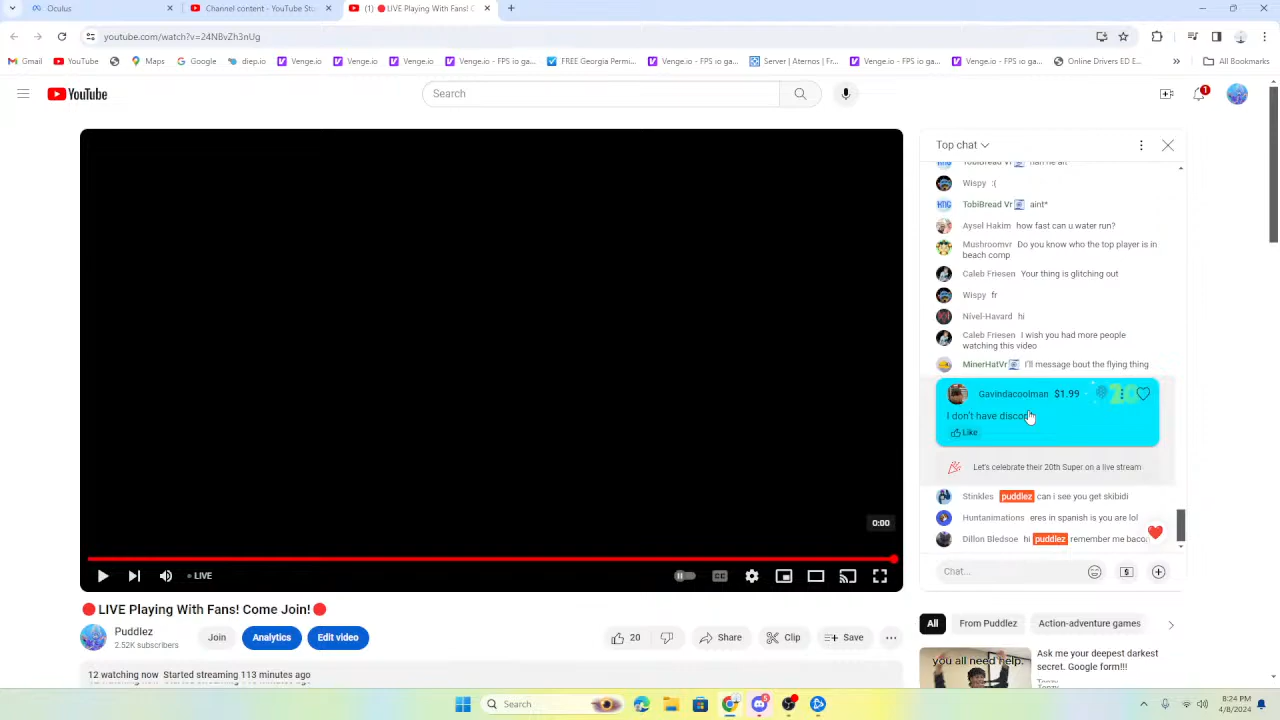 Oculus
Channel content - YouTube St
(1) 🔴LIVE Playing With Fans! C
youtube.com/watch?v=24NBvZh3nUg
Gmail
YouTube
Maps
Google
diep.io
Venge.io
Venge.io
Venge.io
Venge.io - FPS io ga...
FREE Georgia Permi...
Venge.io - FPS io ga...
Server | Aternos | Fr...
Venge.io - FPS io ga...
Venge.io - FPS io ga...
Online Drivers ED E...
All Bookmarks
YouTube
Search
1
Top chat
TobiBread Vr
Wispy :(
TobiBread Vr aint*
Aysel Hakim how fast can u water run?
Mushroomvr Do you know who the top player is in
beach comp
Caleb Friesen Your thing is glitching out
Wispy fr
Nível-Havard hi
Caleb Friesen I wish you had more people
watching this video
MinerHatVr I'll message bout the flying thing
Gavindacoolman $1.99
I don't have discord
Like
Let's celebrate their 20th Super on a live stream
Stinkles puddlez can i see you get skibidi
Huntanimations eres in spanish is you are lol
Dillon Bledsoe hi puddlez remember me baco
Chat...
0:00
LIVE
CC
🔴LIVE Playing With Fans! Come Join!🔴
Puddlez
2.52K subscribers
Join
Analytics
Edit video
20
Share
Clip
Save
12 watching now Started streaming 113 minutes ago
All
From Puddlez
Action-adventure games
you all need help.
Ask me your deepest darkest
secret. Google form!!!
Search
8:24 PM
4/8/2024